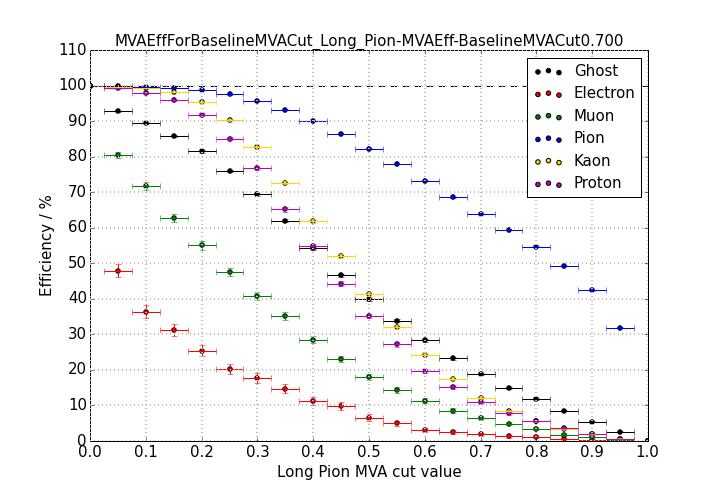 MVAEffForBaselineMVACut_Long_Pion-MVAEff-BaselineMVACut0.700
110
100
90
80
70
60
50
40
30
20
10
0
Efficiency / %
Ghost
Electron
Muon
Pion
Kaon
Proton
0.0 0.1 0.2 0.3 0.4 0.5 0.6 0.7 0.8 0.9 1.0
Long Pion MVA cut value